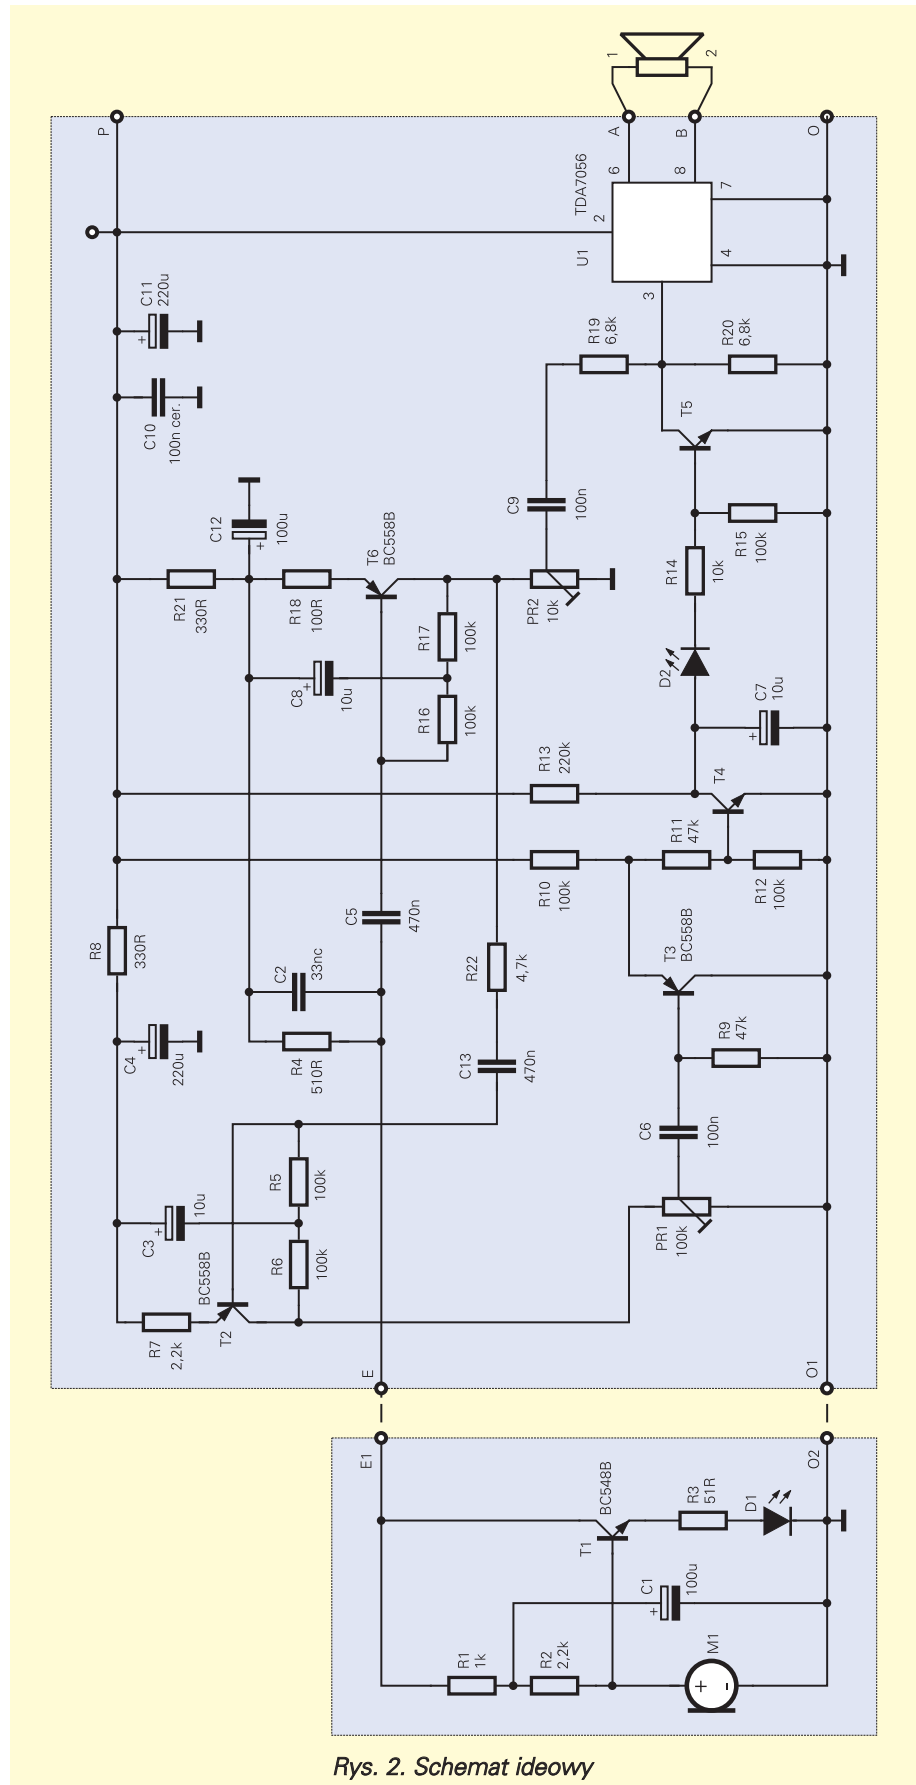 1
2
P
A
B
O
6
8
TDA7056
2
U1
7
4
3
C11
220u
+
R19
6,8k
R20
6,8k
C10
100n cer.
T5
C12
100u
+
C9
100n
T6
BC558B
R21
330R
R18
100R
PR2
10k
R14
10k
R15
100k
R17
100k
C8
+
10u
D2
R16
100k
C7
10u
+
R13
220k
T4
R11
47k
R10
100k
R12
100k
R8
330R
C5
470n
T3
BC558B
C2
33nc
R22
4,7k
R9
47k
C4
+
220u
R4
510R
C13
470n
C6
100n
R5
100k
C3
+
10u
R6
100k
PR1
100k
BC558B
T2
R7
2,2k
E
O1
E1
O2
BC548B
T1
R3
51R
D1
C1
+
100u
R1
1k
R2
2,2k
M1
+
-
Rys. 2. Schemat ideowy